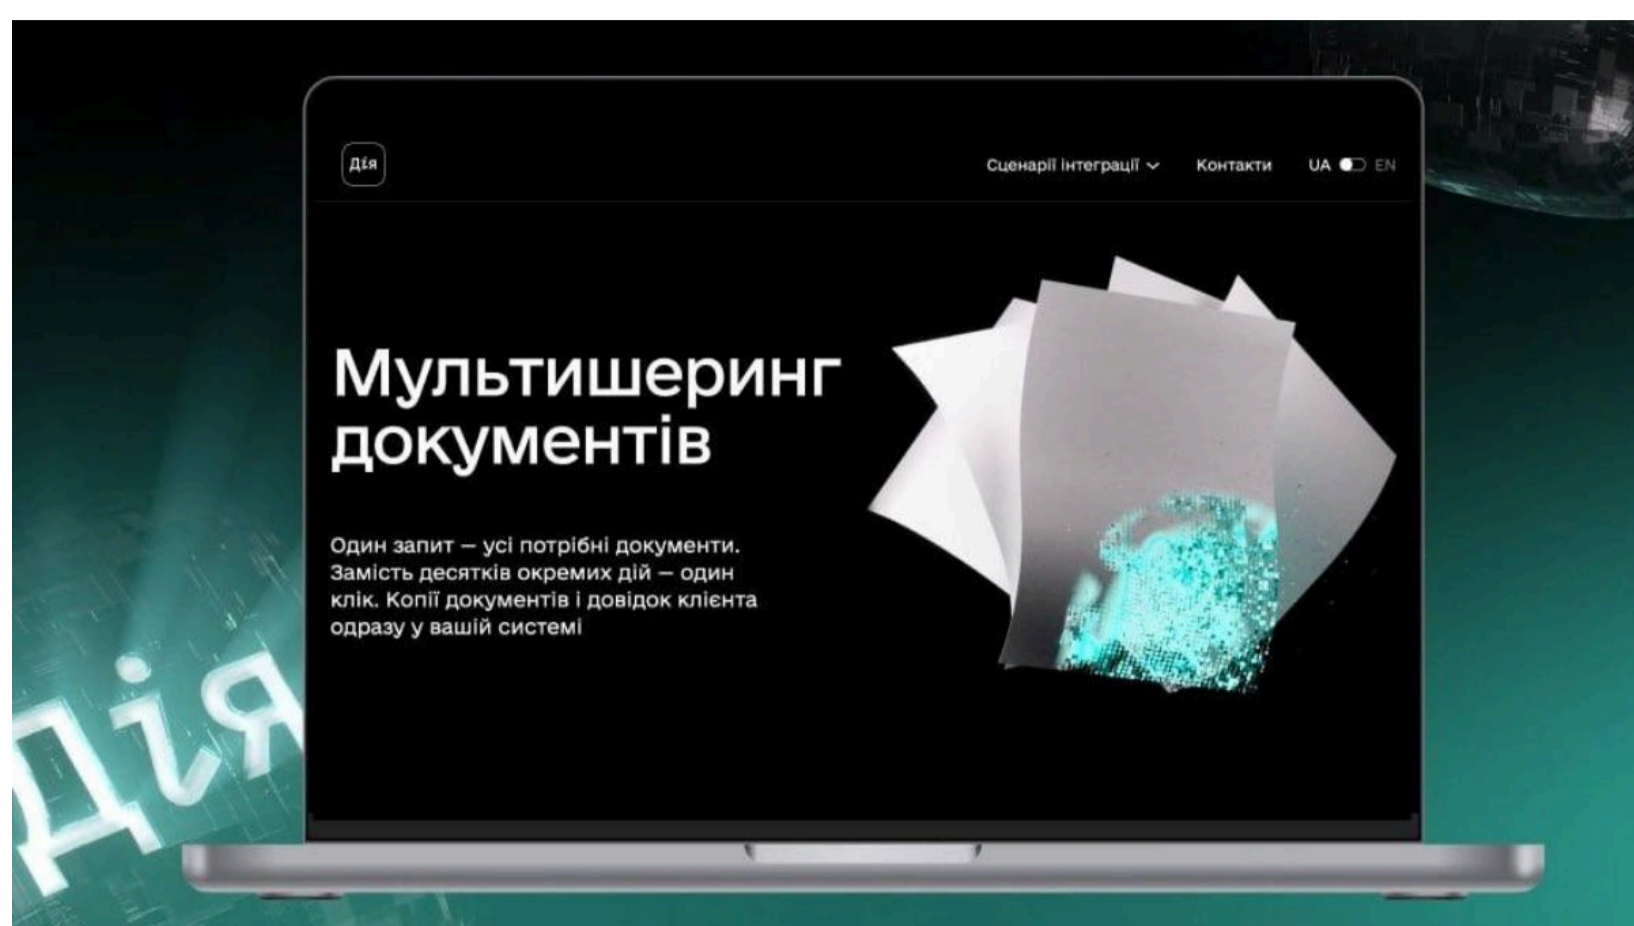 Дія
Сценарії інтеграції
Контакти
UA EN
Мультишеринг
документів
Один запит — усі потрібні документи.
Замість десятків окремих дій — один
клік. Копії документів і довідок клієнта
одразу у вашій системі
Дія